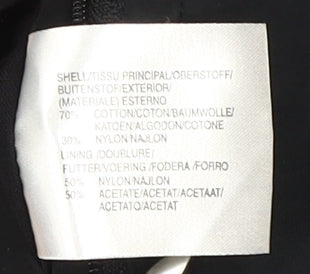 SHELL/TISSU PRINCIPAL/OBERSTOFF/
BUITENSTOF/EXTERIOR/
(MATERIALE) ESTERNO
70% COTTON/COTON/BAUMWOLLE/
KATOEN/ALGODON/COTONE
30% NYLON/NAJLON
LINING /DOUBLURE/
FUTTER/VOERING /FODERA /FORRO
50% NYLON/NAJLON
50% ACETATE/ACETAT/ACETAAT/
ACETATO/ACETAT